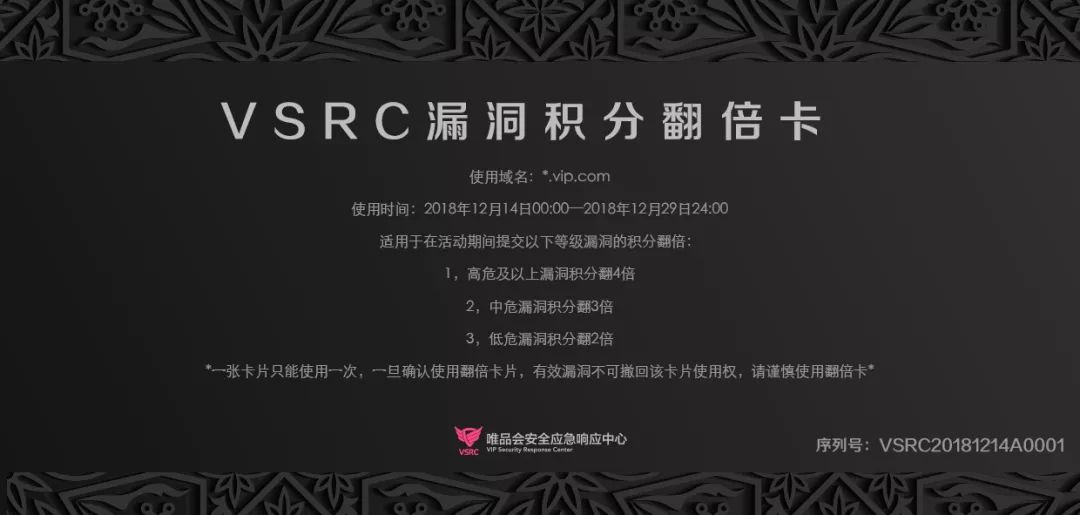 VSRC漏洞积分翻倍卡
使用域名：*.vip.com
使用时间：2018年12月14日00:00—2018年12月29日24:00
适用于在活动期间提交以下等级漏洞的积分翻倍：
1，高危及以上漏洞积分翻4倍
2，中危漏洞积分翻3倍
3，低危漏洞积分翻2倍
*一张卡片只能使用一次，一旦确认使用翻倍卡片，有效漏洞不可撤回该卡片使用权，请谨慎使用翻倍卡*
唯品会安全应急响应中心
VIP Security Response Center
VSRC
序列号：VSRC20181214A0001